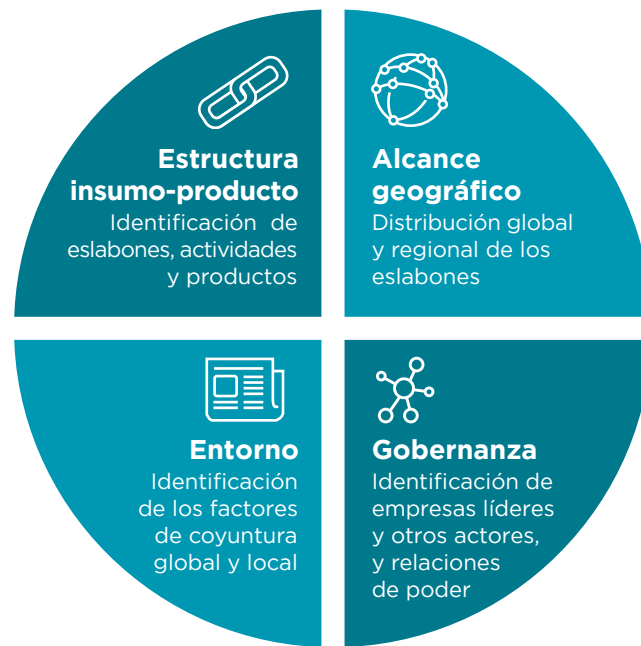 Estructura
insumo-producto
Identificación de
eslabones, actividades
y productos
Alcance
geográfico
Distribución global
y regional de los
eslabones
Entorno
Identificación
de los factores
de coyuntura
global y local
Gobernanza
Identificación de
empresas líderes
y otros actores,
y relaciones
de poder